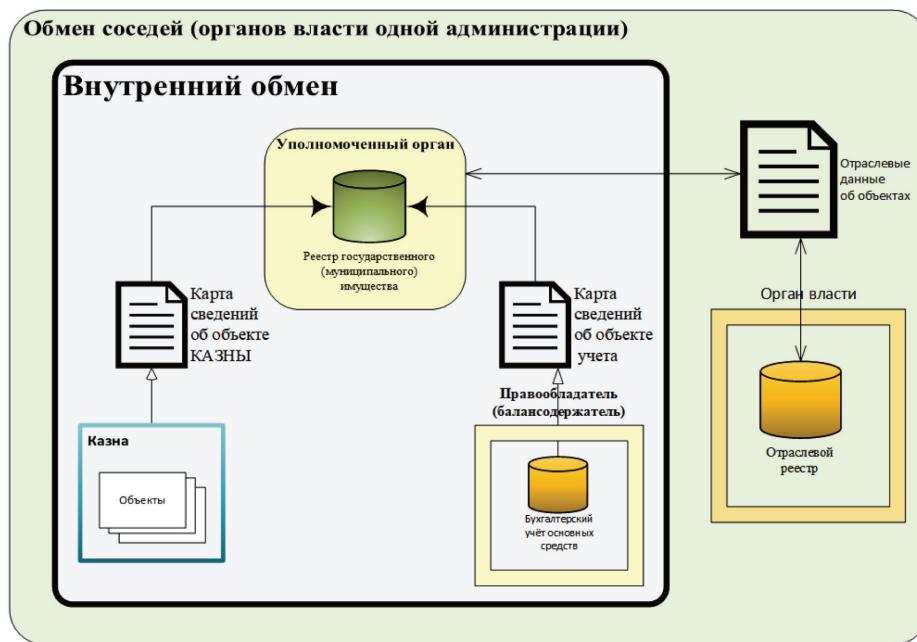 Обмен соседей (органов власти одной администрации)
Внутренний обмен
Уполномоченный орган
Реестр государственного
(муниципального)
имущества
Карта
сведений
об объекте
КАЗНЫ
Карта
сведений
об объекте
учета
Отраслевые
данные
об объектах
Орган власти
Отраслевой
реестр
Правообладатель
(балансодержатель)
Бухгалтерский
учёт основных
средств
Казна
Объекты